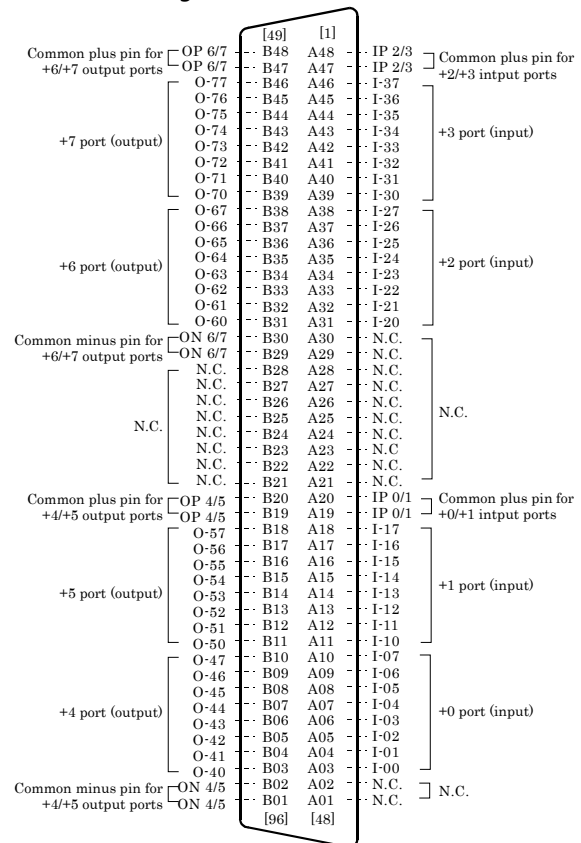 [49] [1]
Common plus pin for
+6/+7 output ports
OP 6/7 B48 A48 IP 2/3
OP 6/7 B47 A47 IP 2/3
Common plus pin for
+2/+3 intput ports
O-77 B46 A46 I-37
O-76 B45 A45 I-36
O-75 B44 A44 I-35
O-74 B43 A43 I-34
+7 port (output)
+3 port (input)
O-73 B42 A42 I-33
O-72 B41 A41 I-32
O-71 B40 A40 I-31
O-70 B39 A39 I-30
O-67 B38 A38 I-27
O-66 B37 A37 I-26
O-65 B36 A36 I-25
O-64 B35 A35 I-24
+6 port (output)
+2 port (input)
O-63 B34 A34 I-23
O-62 B33 A33 I-22
O-61 B32 A32 I-21
O-60 B31 A31 I-20
Common minus pin for
+6/+7 output ports
ON 6/7 B30 A30 N.C.
ON 6/7 B29 A29 N.C.
N.C. B28 A28 N.C.
N.C. B27 A27 N.C.
N.C. B26 A26 N.C.
N.C. B25 A25 N.C.
N.C.
N.C.
N.C. B24 A24 N.C.
N.C. B23 A23 N.C
N.C. B22 A22 N.C.
N.C. B21 A21 N.C.
Common plus pin for
+4/+5 output ports
OP 4/5 B20 A20 IP 0/1
OP 4/5 B19 A19 IP 0/1
Common plus pin for
+0/+1 intput ports
O-57 B18 A18 I-17
O-56 B17 A17 I-16
O-55 B16 A16 I-15
O-54 B15 A15 I-14
+5 port (output)
+1 port (input)
O-53 B14 A14 I-13
O-52 B13 A13 I-12
O-51 B12 A12 I-11
O-50 B11 A11 I-10
O-47 B10 A10 I-07
O-46 B09 A09 I-06
O-45 B08 A08 I-05
O-44 B07 A07 I-04
+4 port (output)
+0 port (input)
O-43 B06 A06 I-03
O-42 B05 A05 I-02
O-41 B04 A04 I-01
O-40 B03 A03 I-00
Common minus pin for
+4/+5 output ports
ON 4/5 B02 A02 N.C.
ON 4/5 B01 A01 N.C.
N.C.
[96] [48]